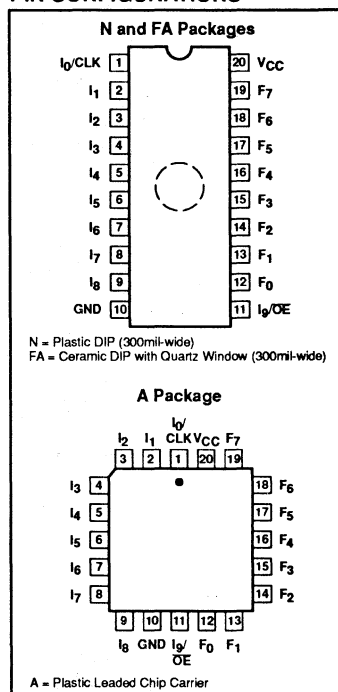 N and FA Packages
I0/CLK 1 20 VCC
I1 2 19 F7
I2 3 18 F6
I3 4 17 F5
I4 5 16 F4
I5 6 15 F3
I6 7 14 F2
I7 8 13 F1
I8 9 12 F0
GND 10 11 I9/OE
N = Plastic DIP (300mil-wide)
FA = Ceramic DIP with Quartz Window (300mil-wide)
A Package
I0/
I2 I1 CLK VCC F7
3 2 1 20 19
I3 4 18 F6
I4 5 17 F5
I5 6 16 F4
I6 7 15 F3
I7 8 14 F2
9 10 11 12 13
I8 GND I9/ F0 F1
OE
A = Plastic Leaded Chip Carrier